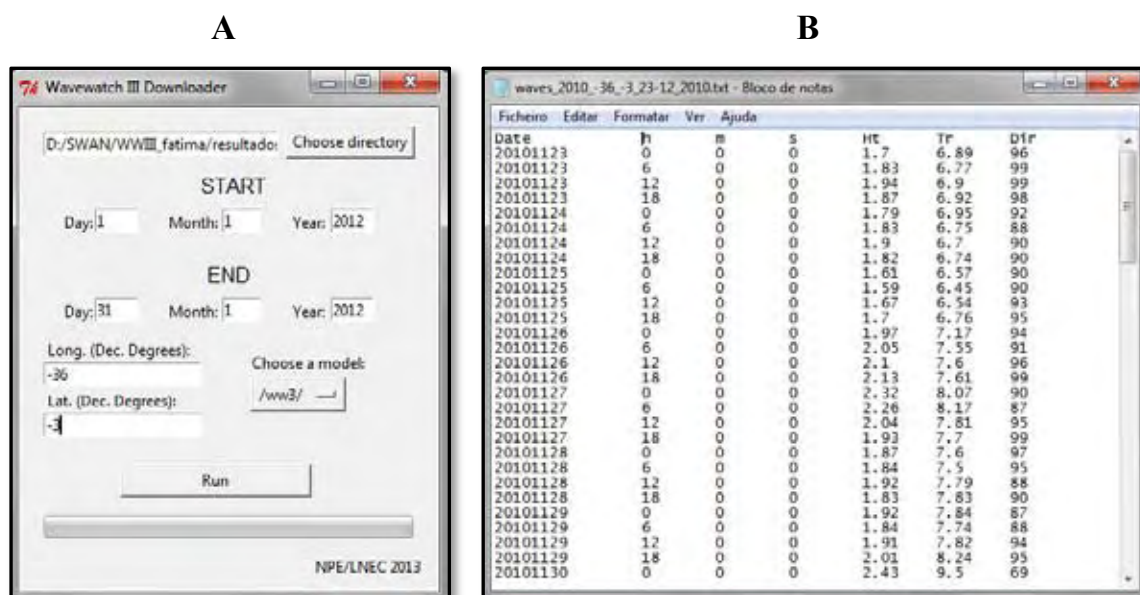 A
B
Wavewatch III Downloader
D:/SWAN/WWIII_fatima/resultado:
Choose directory
START
Day: 1 Month: 1 Year: 2012
END
Day: 31 Month: 1 Year: 2012
Long. (Dec. Degrees):
-36
Choose a model:
/ww3/
Lat. (Dec. Degrees):
-3
Run
NPE/LNEC 2013
waves_2010_-36_-3_23-12_2010.txt - Bloco de notas
Ficheiro Editar Formatar Ver Ajuda
Date h m s Ht Tr Dir
20101123 0 0 0 1.7 6.89 96
20101123 6 0 0 1.83 6.77 99
20101123 12 0 0 1.94 6.9 99
20101123 18 0 0 1.87 6.92 98
20101124 0 0 0 1.79 6.95 92
20101124 6 0 0 1.83 6.75 88
20101124 12 0 0 1.9 6.7 90
20101124 18 0 0 1.82 6.74 90
20101125 0 0 0 1.61 6.57 90
20101125 6 0 0 1.59 6.45 90
20101125 12 0 0 1.67 6.54 93
20101125 18 0 0 1.7 6.76 95
20101126 0 0 0 1.97 7.17 94
20101126 6 0 0 2.05 7.55 91
20101126 12 0 0 2.1 7.6 96
20101126 18 0 0 2.13 7.61 99
20101127 0 0 0 2.32 8.07 90
20101127 6 0 0 2.26 8.17 87
20101127 12 0 0 2.04 7.81 95
20101127 18 0 0 1.93 7.7 99
20101128 0 0 0 1.87 7.6 97
20101128 6 0 0 1.84 7.5 95
20101128 12 0 0 1.92 7.79 88
20101128 18 0 0 1.83 7.83 90
20101129 0 0 0 1.92 7.84 87
20101129 6 0 0 1.84 7.74 88
20101129 12 0 0 1.91 7.82 94
20101129 18 0 0 2.01 8.24 95
20101130 0 0 0 2.43 9.5 69